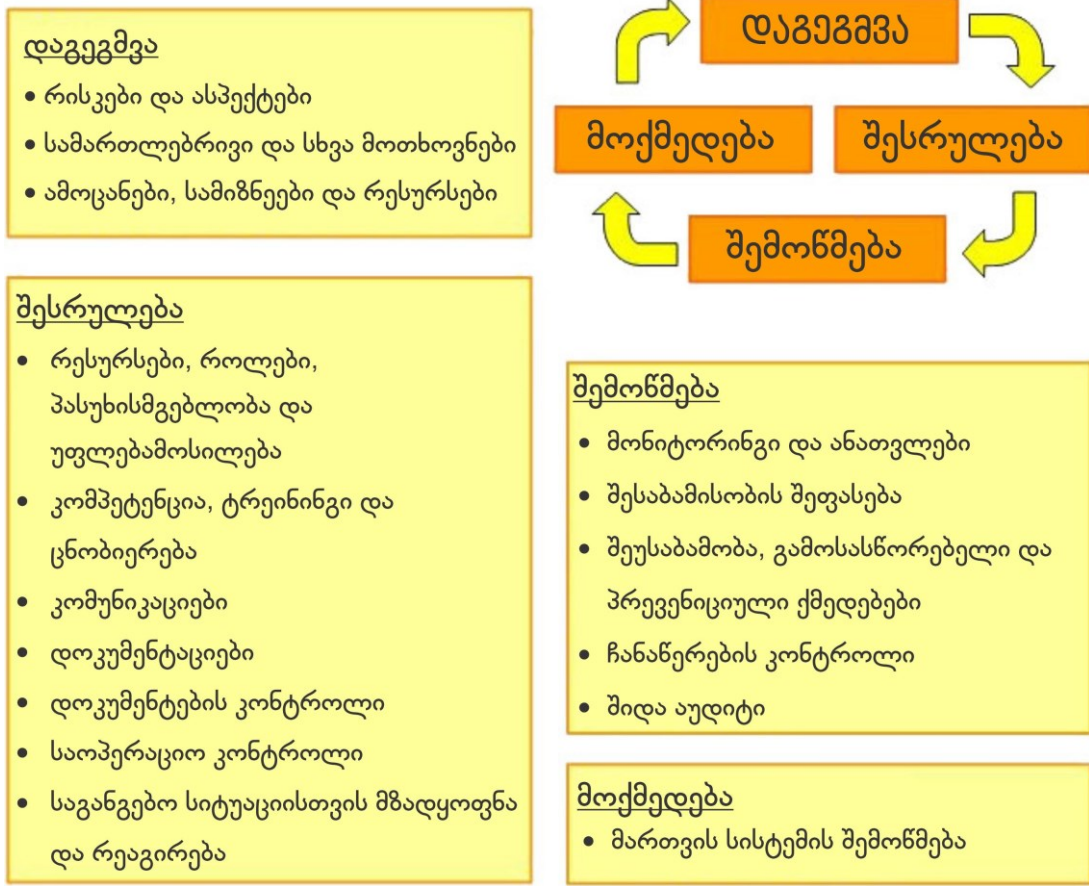 დაგეგმვა
• რისკები და ასპექტები
• სამართლებრივი და სხვა მოთხოვნები
• ამოცანები, სამიზნეები და რესურსები
დაგეგმვა
მოქმედება
შესრულება
შემოწმება
შესრულება
• რესურსები, როლები,
პასუხისმგებლობა და
უფლებამოსილება
• კომპეტენცია, ტრეინინგი და
ცნობიერება
• კომუნიკაციები
• დოკუმენტაციები
• დოკუმენტების კონტროლი
• საოპერაციო კონტროლი
• საგანგებო სიტუაციისთვის მზადყოფნა
და რეაგირება
შემოწმება
• მონიტორინგი და ანათვლები
• შესაბამისობის შეფასება
• შეუსაბამობა, გამოსასწორებელი და
პრევენიციული ქმედებები
• ჩანაწერების კონტროლი
• შიდა აუდიტი
მოქმედება
• მართვის სისტემის შემოწმება